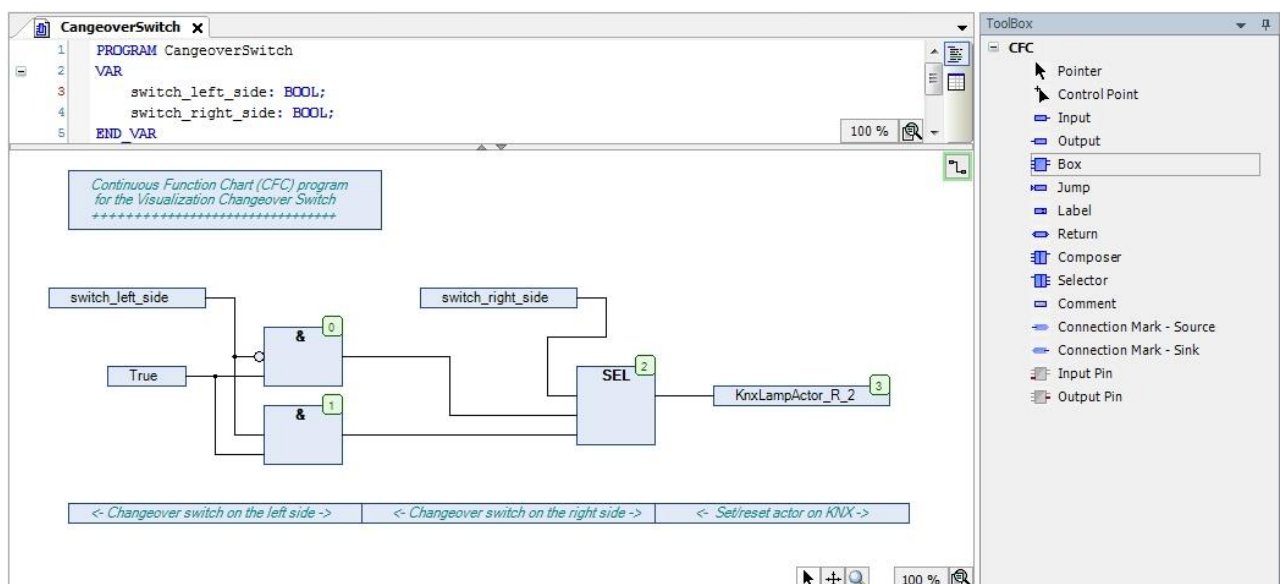 CangeoverSwitch x
1 PROGRAM CangeoverSwitch
2 VAR
3 switch_left_side: BOOL;
4 switch_right_side: BOOL;
5 END_VAR
100 %
Continuous Function Chart (CFC) program
for the Visualization Changeover Switch
++++++++++++++++++++++++++++++++
switch_left_side
switch_right_side
True
& 0
& 1
SEL 2
KnxLampActor_R_2 3
<- Changeover switch on the left side ->
<- Changeover switch on the right side ->
<- Set/reset actor on KNX ->
100 %
ToolBox
CFC
Pointer
Control Point
Input
Output
Box
Jump
Label
Return
Composer
Selector
Comment
Connection Mark - Source
Connection Mark - Sink
Input Pin
Output Pin